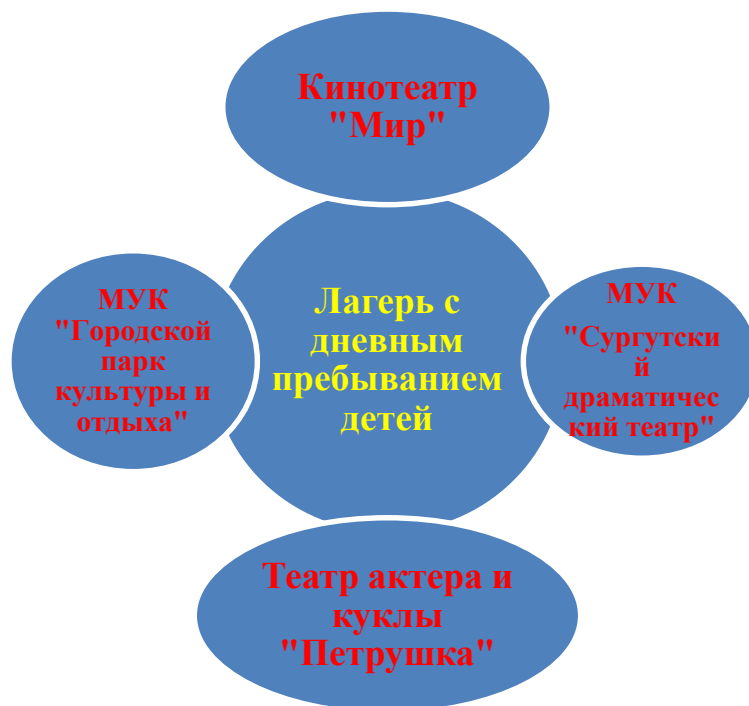 Кинотеатр
"Мир"
МУК
"Городской
парк
культуры и
отдыха"
Лагерь с
дневным
пребыванием
детей
МУК
"Сургутски
й
драматичес
кий театр"
Театр актера и
куклы
"Петрушка"